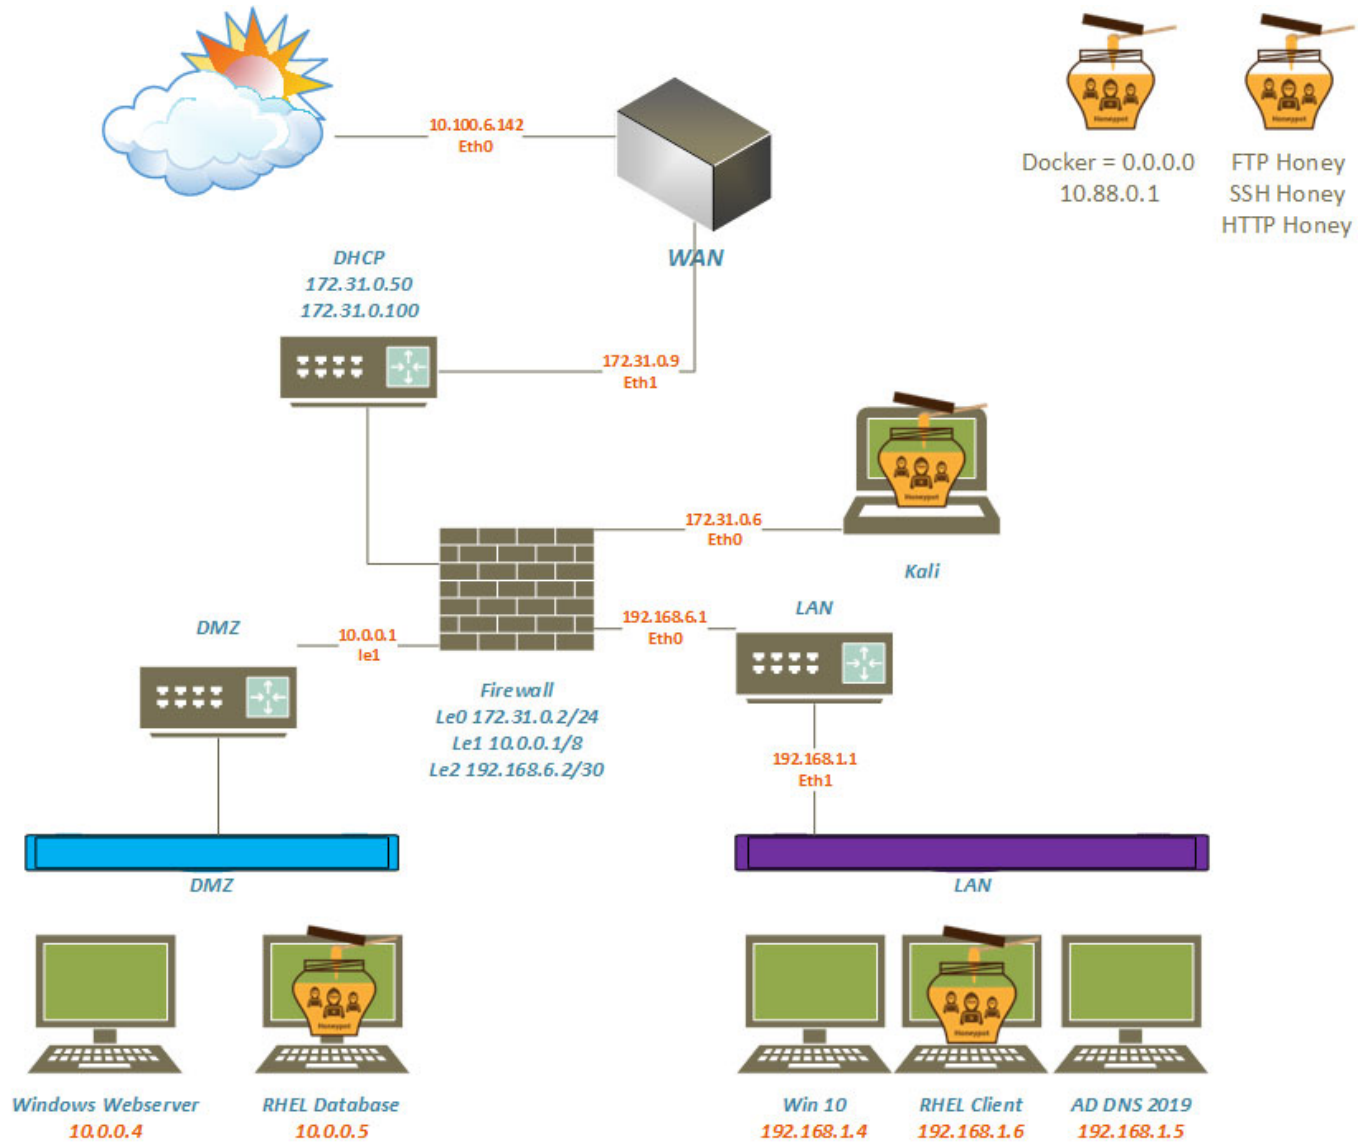 10.100.6.142
Eth0
WAN
Honeypot
Docker = 0.0.0.0
10.88.0.1
Honeypot
FTP Honey
SSH Honey
HTTP Honey
DHCP
172.31.0.50
172.31.0.100
172.31.0.9
Eth1
Honeypot
172.31.0.6
Eth0
Kali
192.168.6.1
Eth0
LAN
DMZ
10.0.0.1
le1
Firewall
Le0 172.31.0.2/24
Le1 10.0.0.1/8
Le2 192.168.6.2/30
192.168.1.1
Eth1
DMZ
LAN
Honeypot
Honeypot
Windows Webserver
10.0.0.4
RHEL Database
10.0.0.5
Win 10
192.168.1.4
RHEL Client
192.168.1.6
AD DNS 2019
192.168.1.5